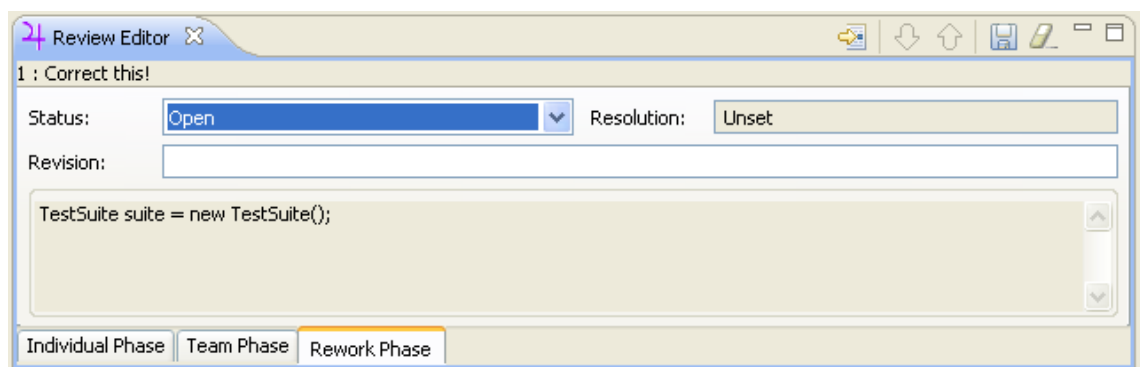 Review Editor
1 : Correct this!
Status: Open Resolution: Unset
Revision:
TestSuite suite = new TestSuite();
Individual Phase Team Phase Rework Phase